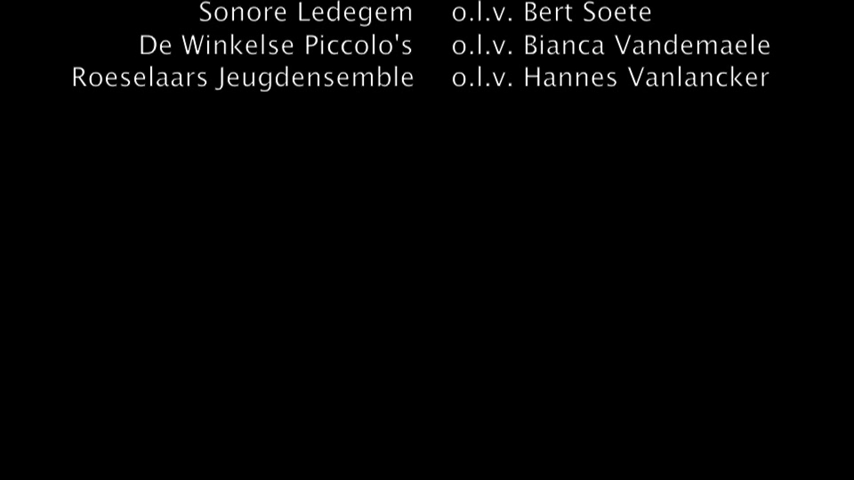 Sonore Ledegem o.l.v. Bert Soete
De Winkelse Piccolo's o.l.v. Bianca Vandemaele
Roeselaars Jeugdensemble o.l.v. Hannes Vanlancker